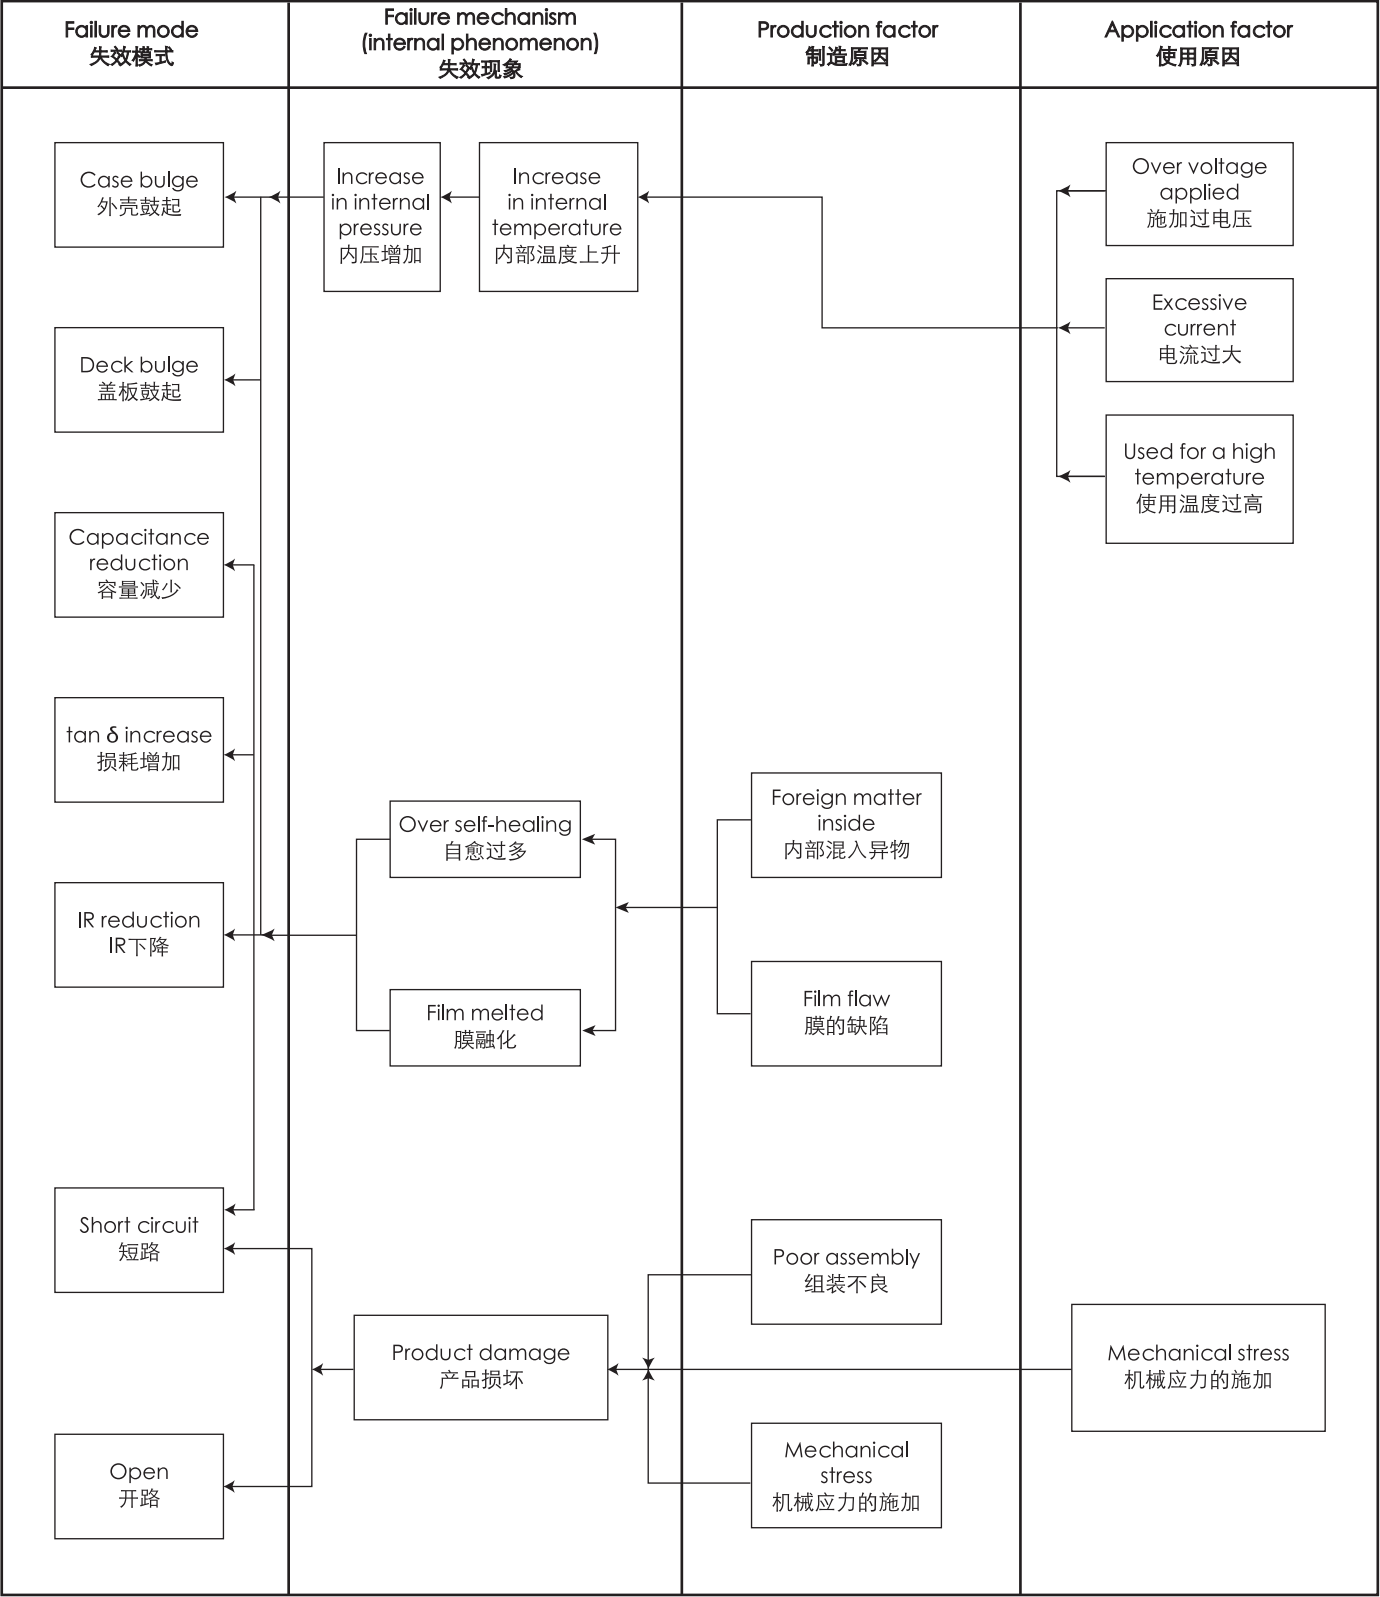 Failure mode
失效模式
Failure mechanism
(internal phenomenon)
失效现象
Production factor
制造原因
Application factor
使用原因
Case bulge
外壳鼓起
Increase
in internal
pressure
内压增加
Increase
in internal
temperature
内部温度上升
Over voltage
applied
施加过电压
Excessive
current
电流过大
Deck bulge
盖板鼓起
Used for a high
temperature
使用温度过高
Capacitance
reduction
容量减少
tan δ increase
损耗增加
Over self-healing
自愈过多
Foreign matter
inside
内部混入异物
IR reduction
IR下降
Film melted
膜融化
Film flaw
膜的缺陷
Short circuit
短路
Poor assembly
组装不良
Product damage
产品损坏
Mechanical stress
机械应力的施加
Open
开路
Mechanical
stress
机械应力的施加